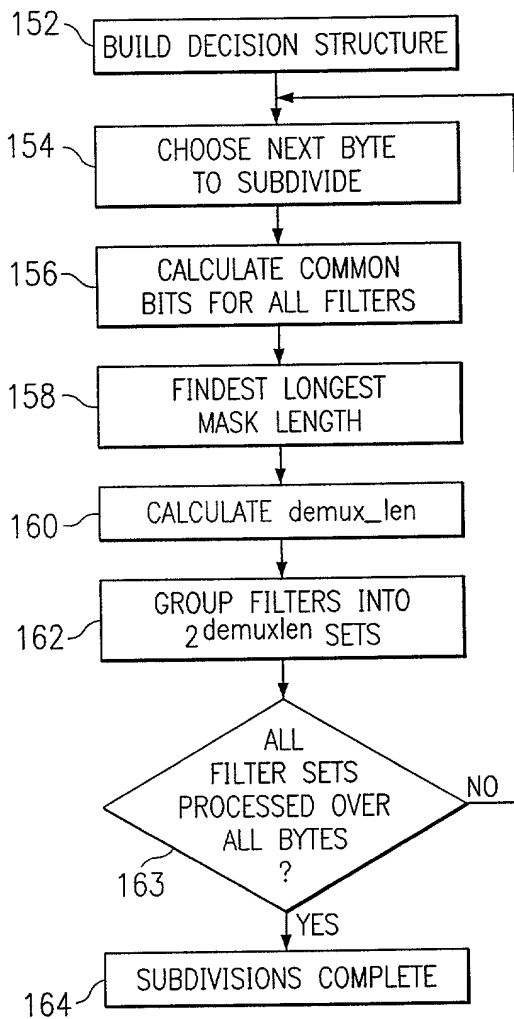 152
BUILD DECISION STRUCTURE
154
CHOOSE NEXT BYTE
TO SUBDIVIDE
156
CALCULATE COMMON
BITS FOR ALL FILTERS
158
FINDEST LONGEST
MASK LENGTH
160
CALCULATE demux_len
162
GROUP FILTERS INTO
2^demuxlen SETS
ALL
FILTER SETS
PROCESSED OVER
ALL BYTES
?
NO
163
YES
SUBDIVISIONS COMPLETE
164